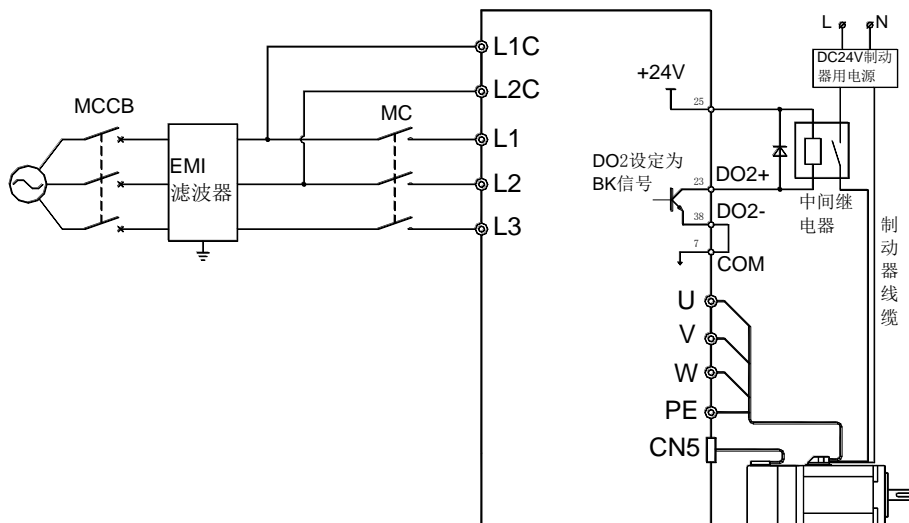 L N
DC24V制动
器用电源
L1C
+24V
L2C
25
MCCB
MC
L1
EMI
滤波器
DO2设定为
BK信号
23
DO2+
L2
中间继
电器
DO2-
38
L3
7
COM
制动器线缆
U
V
W
PE
CN5